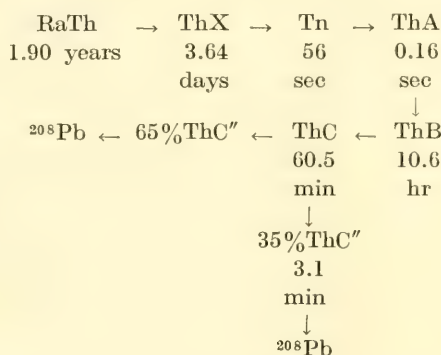 RaTh → ThX → Tn → ThA
1.90 years 3.64 56 0.16
days sec sec
↓
²⁰⁸Pb ← 65%ThC″ ← ThC ← ThB
60.5 10.6
min hr
↓
35%ThC″
3.1
min
↓
²⁰⁸Pb